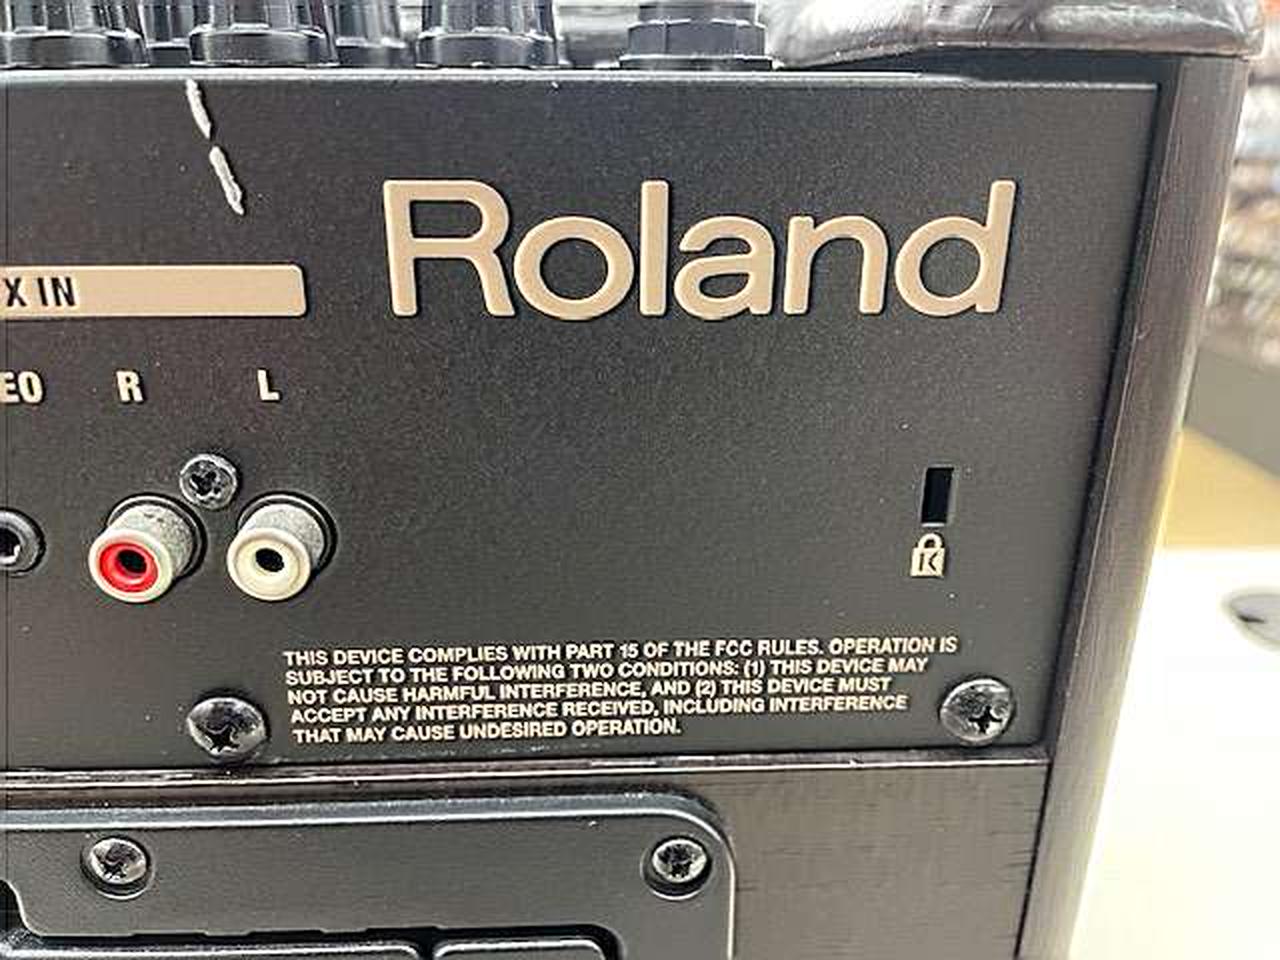 Roland
X IN
EO R L
K
THIS DEVICE COMPLIES WITH PART 15 OF THE FCC RULES. OPERATION IS
SUBJECT TO THE FOLLOWING TWO CONDITIONS: (1) THIS DEVICE MAY
NOT CAUSE HARMFUL INTERFERENCE, AND (2) THIS DEVICE MUST
ACCEPT ANY INTERFERENCE RECEIVED, INCLUDING INTERFERENCE
THAT MAY CAUSE UNDESIRED OPERATION.